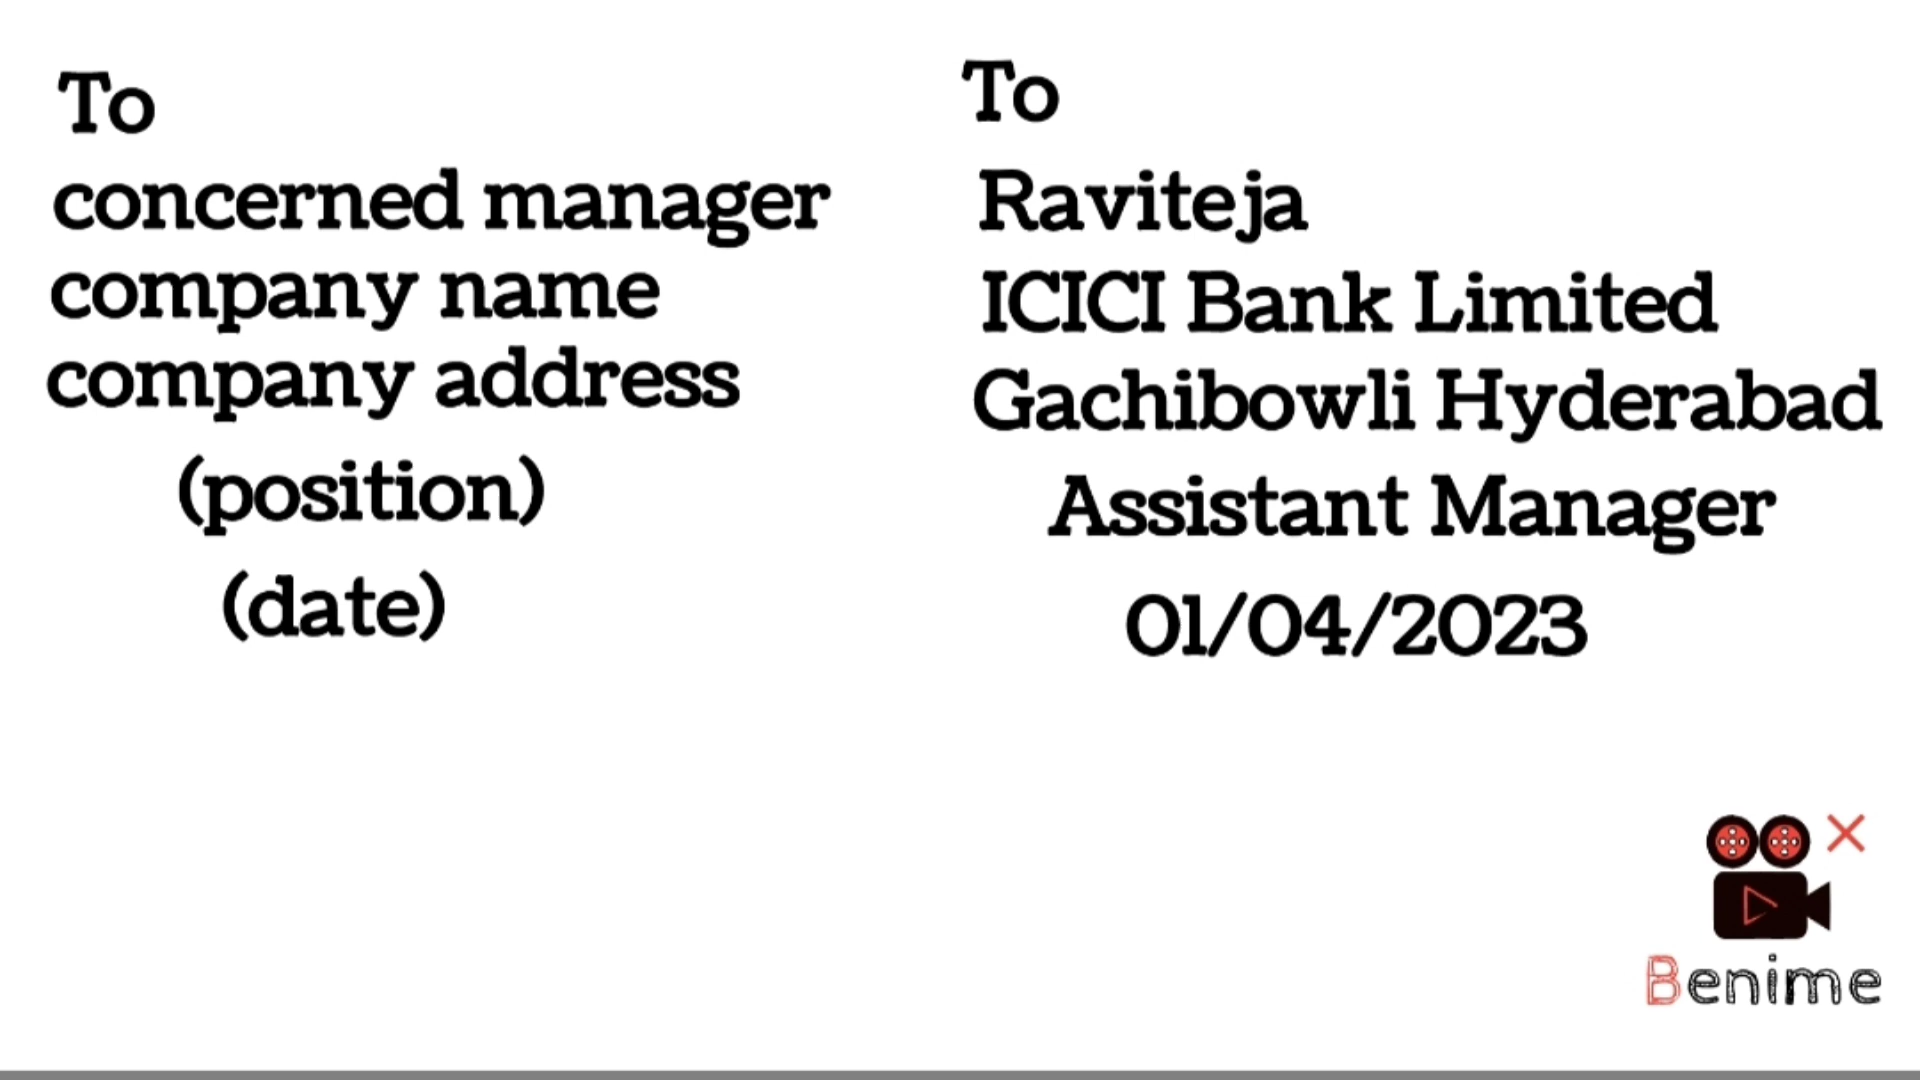 To
concerned manager
company name
company address
(position)
(date)
To
Raviteja
ICICI Bank Limited
Gachibowli Hyderabad
Assistant Manager
01/04/2023
Benime